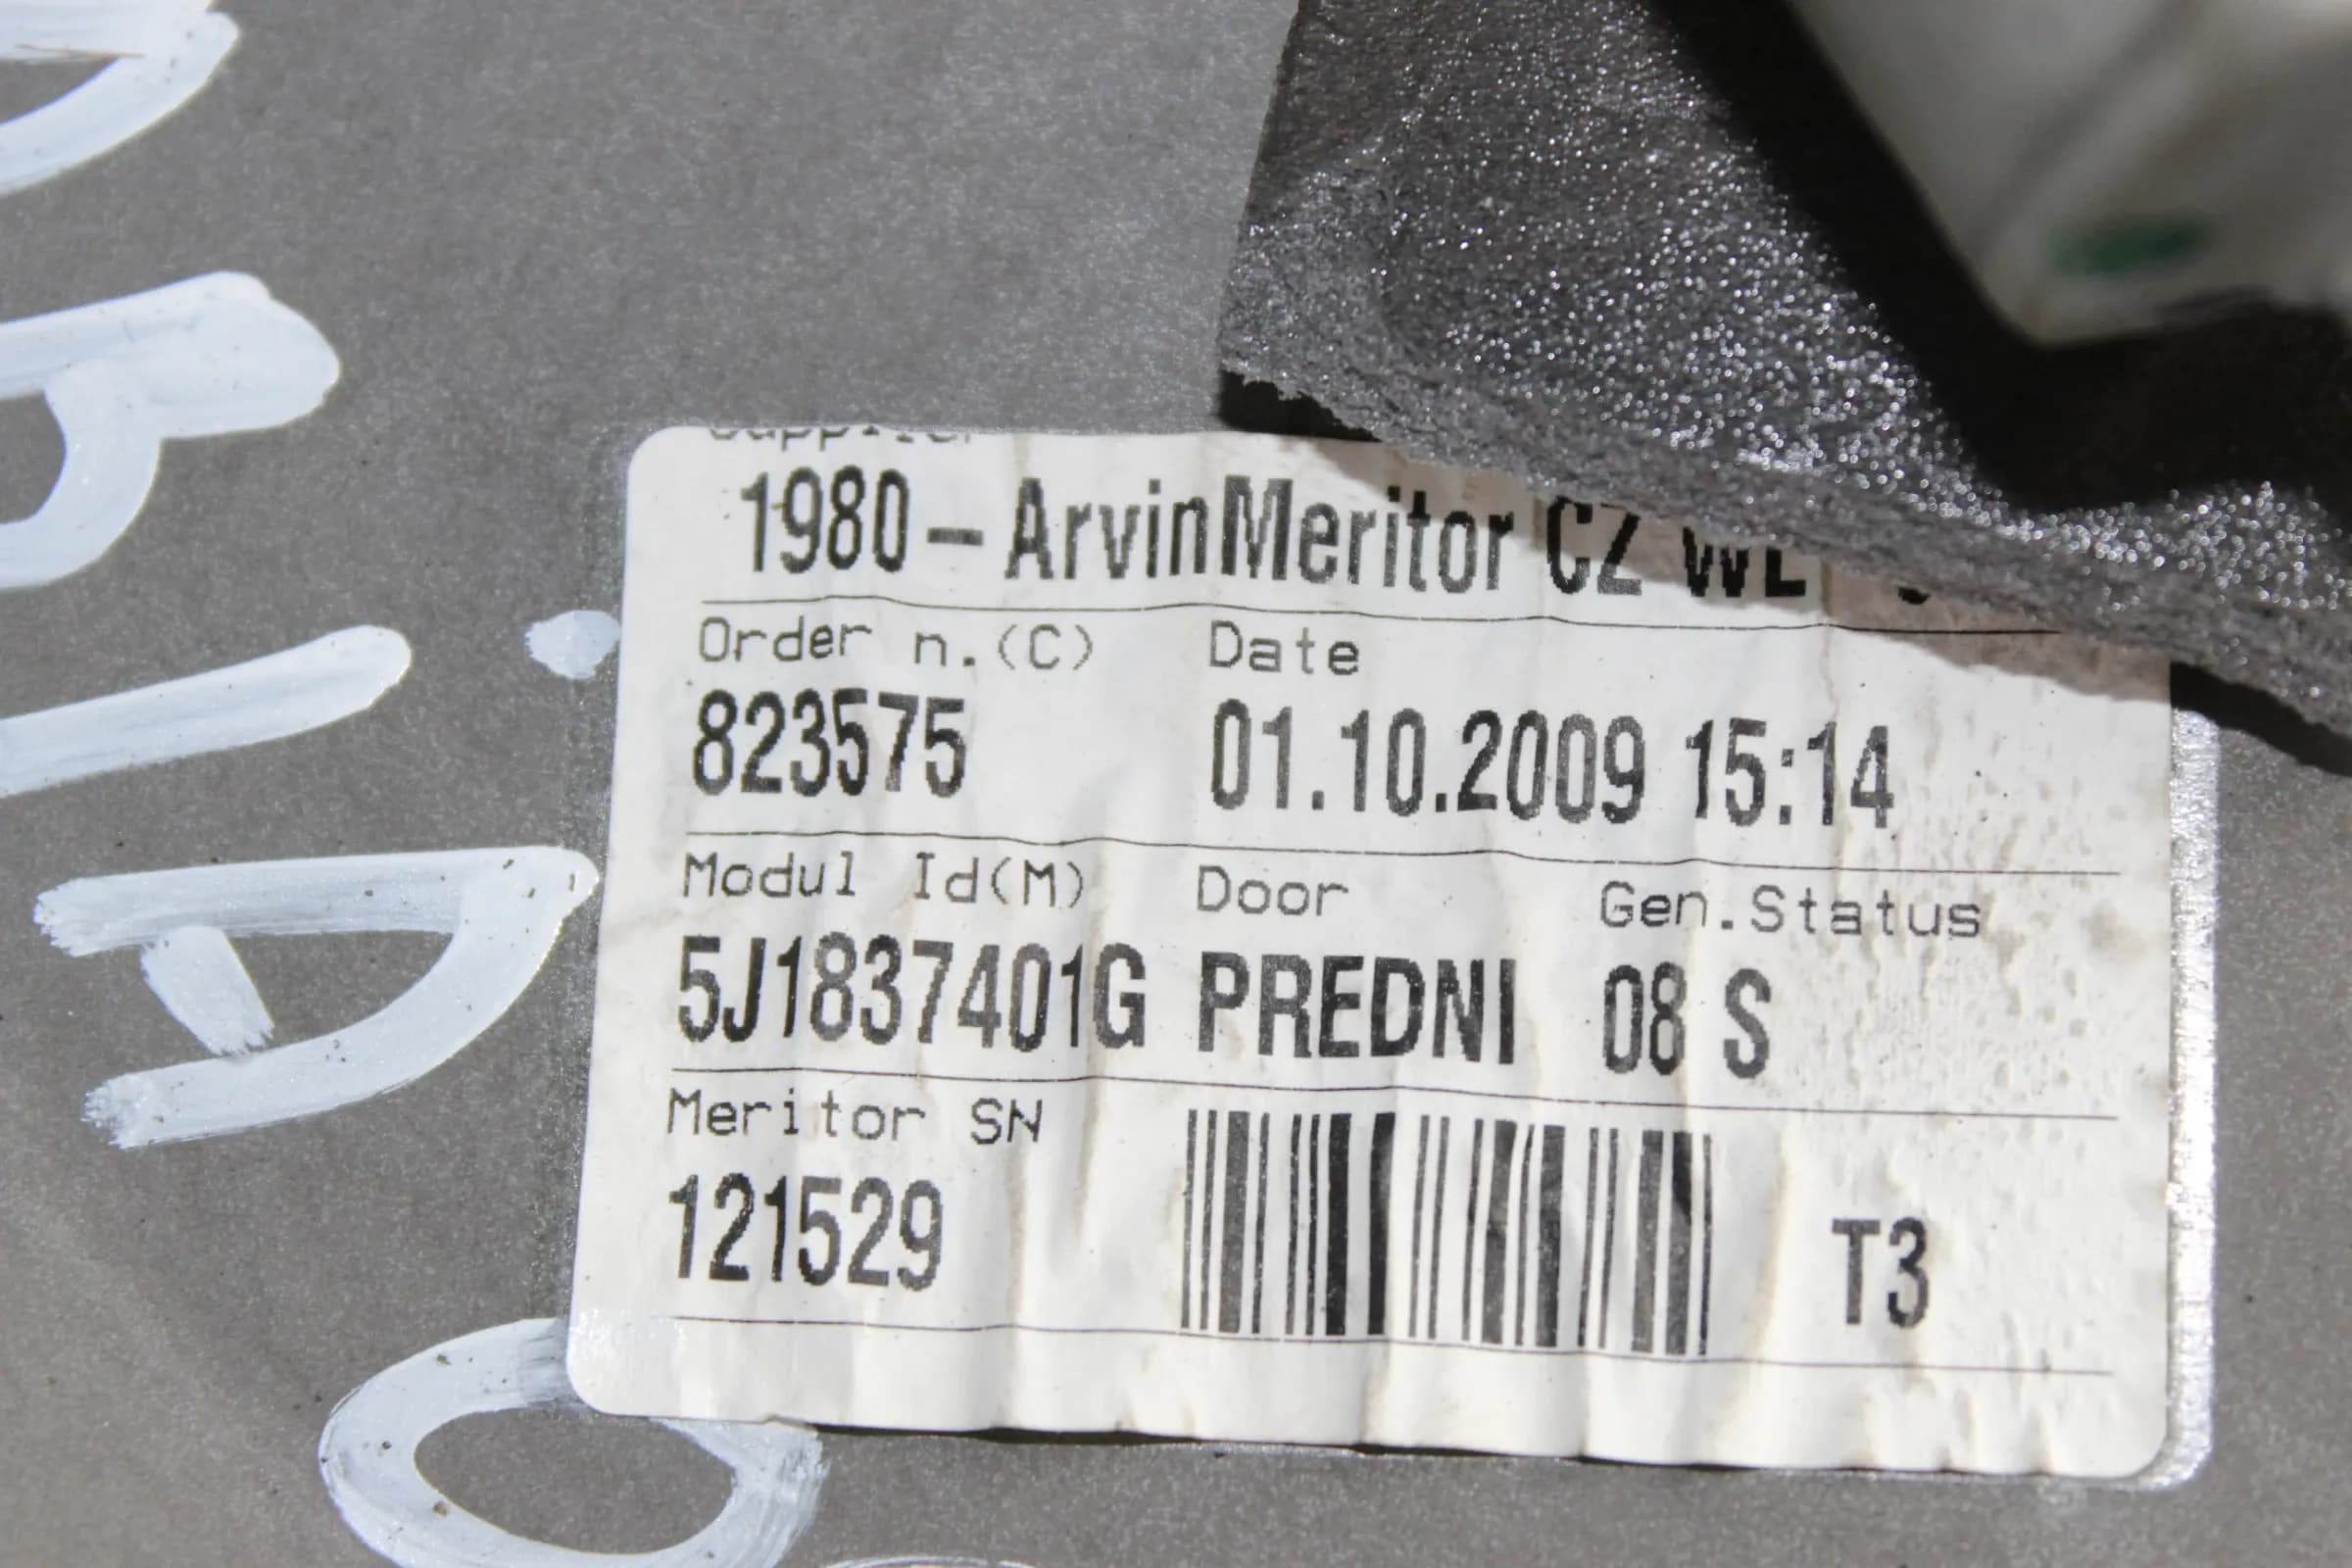 Supplier
1980 - ArvinMeritor CZ
Order n.(C) Date
823575 01.10.2009 15:14
Modul Id(M) Door Gen.Status
5J1837401G PREDNI 08 S
Meritor SN
121529 T3